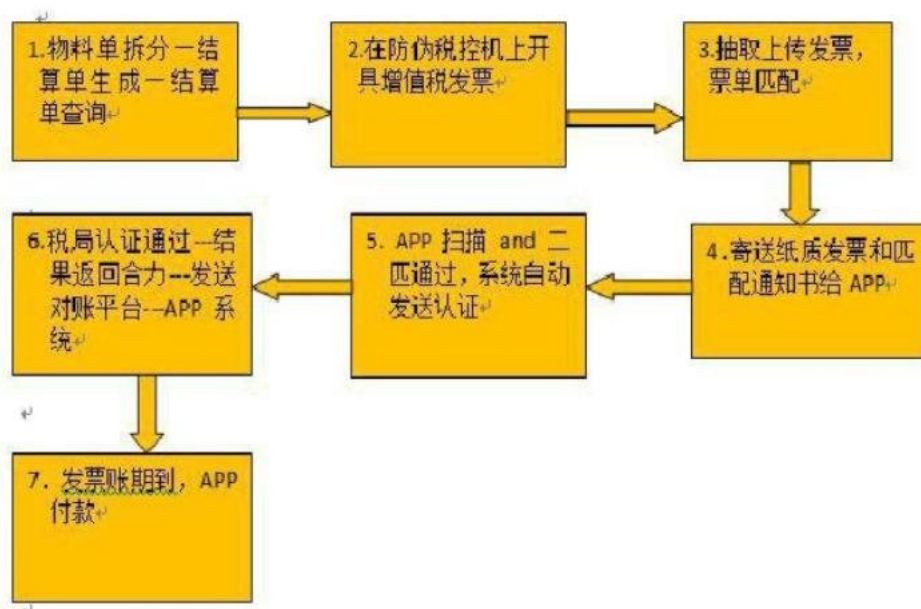 1.物料单拆分一结
算单生成一结算
单查询
2.在防伪税控机上开
具增值税发票
3.抽取上传发票，
票单匹配
4.寄送纸质发票和匹
配通知书给 APP
5. APP 扫描 and 二
匹通过，系统自动
发送认证
6.税局认证通过---结
果返回合力---发送
对账平台---APP 系
统
7. 发票账期到，APP
付款